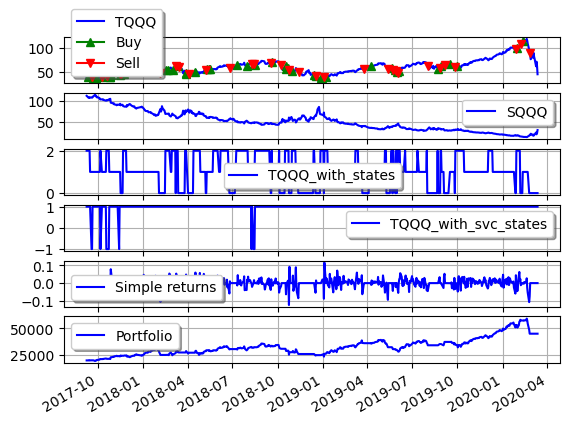 TQQQ
Buy
Sell
100
50
SQQQ
100
50
TQQQ_with_states
2
0
TQQQ_with_svc_states
1
0
−1
Simple returns
0.1
0.0
−0.1
Portfolio
50000
25000
2017-10 2018-01 2018-04 2018-07 2018-10 2019-01 2019-04 2019-07 2019-10 2020-01 2020-04